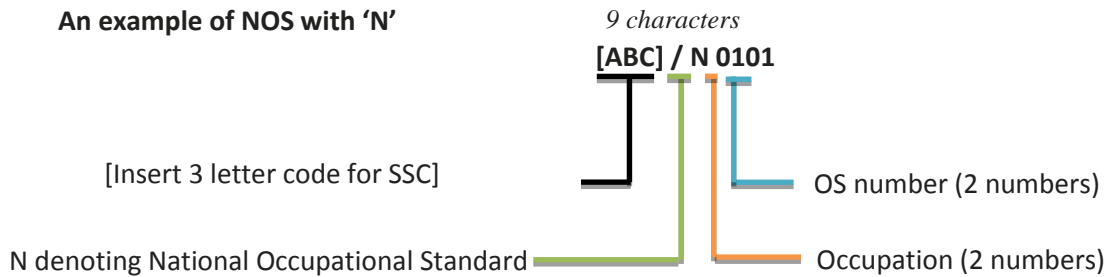 An example of NOS with ‘N’
9 characters
[ABC] / N 0101
[Insert 3 letter code for SSC]
OS number (2 numbers)
N denoting National Occupational Standard
Occupation (2 numbers)